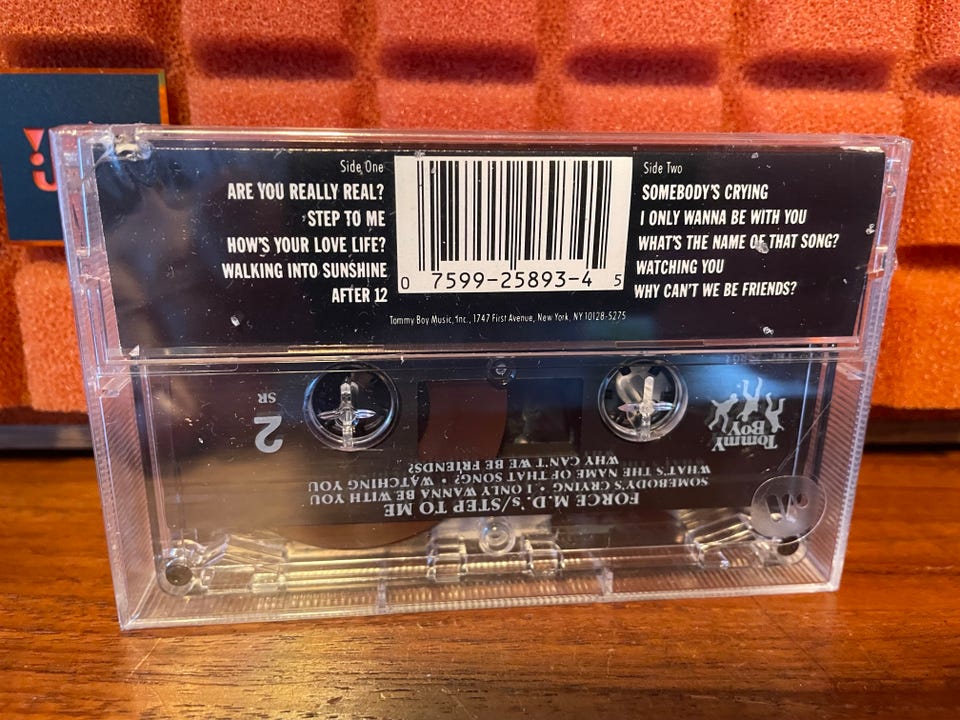 Side One
ARE YOU REALLY REAL?
STEP TO ME
HOW'S YOUR LOVE LIFE?
WALKING INTO SUNSHINE
AFTER 12
0 7599-25893-4 5
Side Two
SOMEBODY'S CRYING
I ONLY WANNA BE WITH YOU
WHAT'S THE NAME OF THAT SONG?
WATCHING YOU
WHY CAN'T WE BE FRIENDS?
Tommy Boy Music, Inc., 1747 First Avenue, New York, NY 10128-5275
FORCE M.D.'s/STEP TO ME
SOMEBODY'S CRYING • I ONLY WANNA BE WITH YOU
WHAT'S THE NAME OF THAT SONG? • WATCHING YOU
WHY CAN'T WE BE FRIENDS?
Tommy
Boy
2
SR